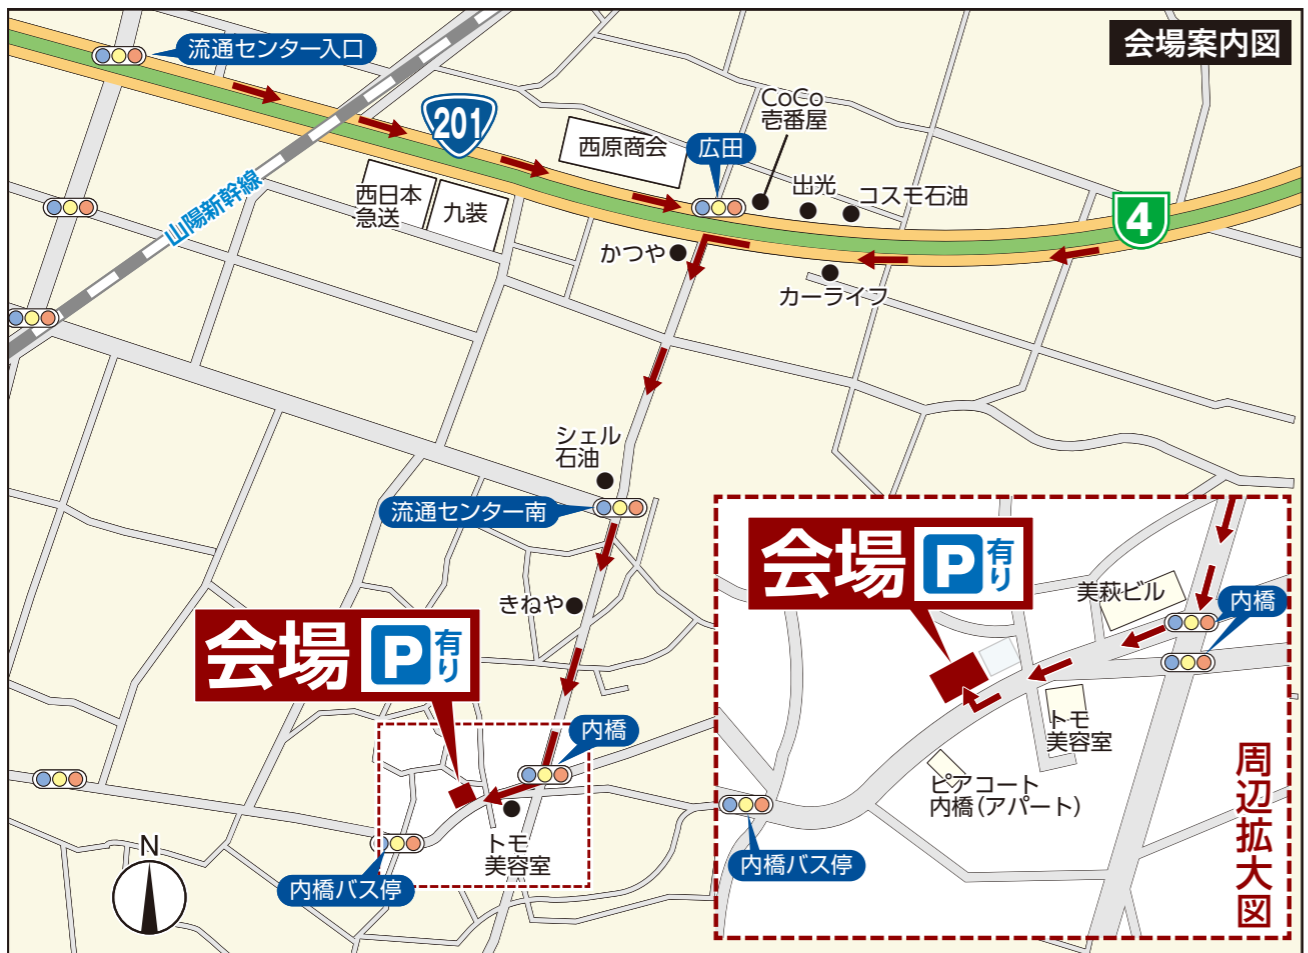 会場案内図
流通センター入口
201
山陽新幹線
西日本
急送
九装
西原商会
広田
CoCo
壱番屋
出光
コスモ石油
4
かつや
カーライフ
シェル
石油
流通センター南
きねや
会場 P 有り
内橋
トモ
美容室
内橋バス停
N
会場 P 有り
美萩ビル
内橋
トモ
美容室
ピアコート
内橋(アパート)
内橋バス停
周辺拡大図